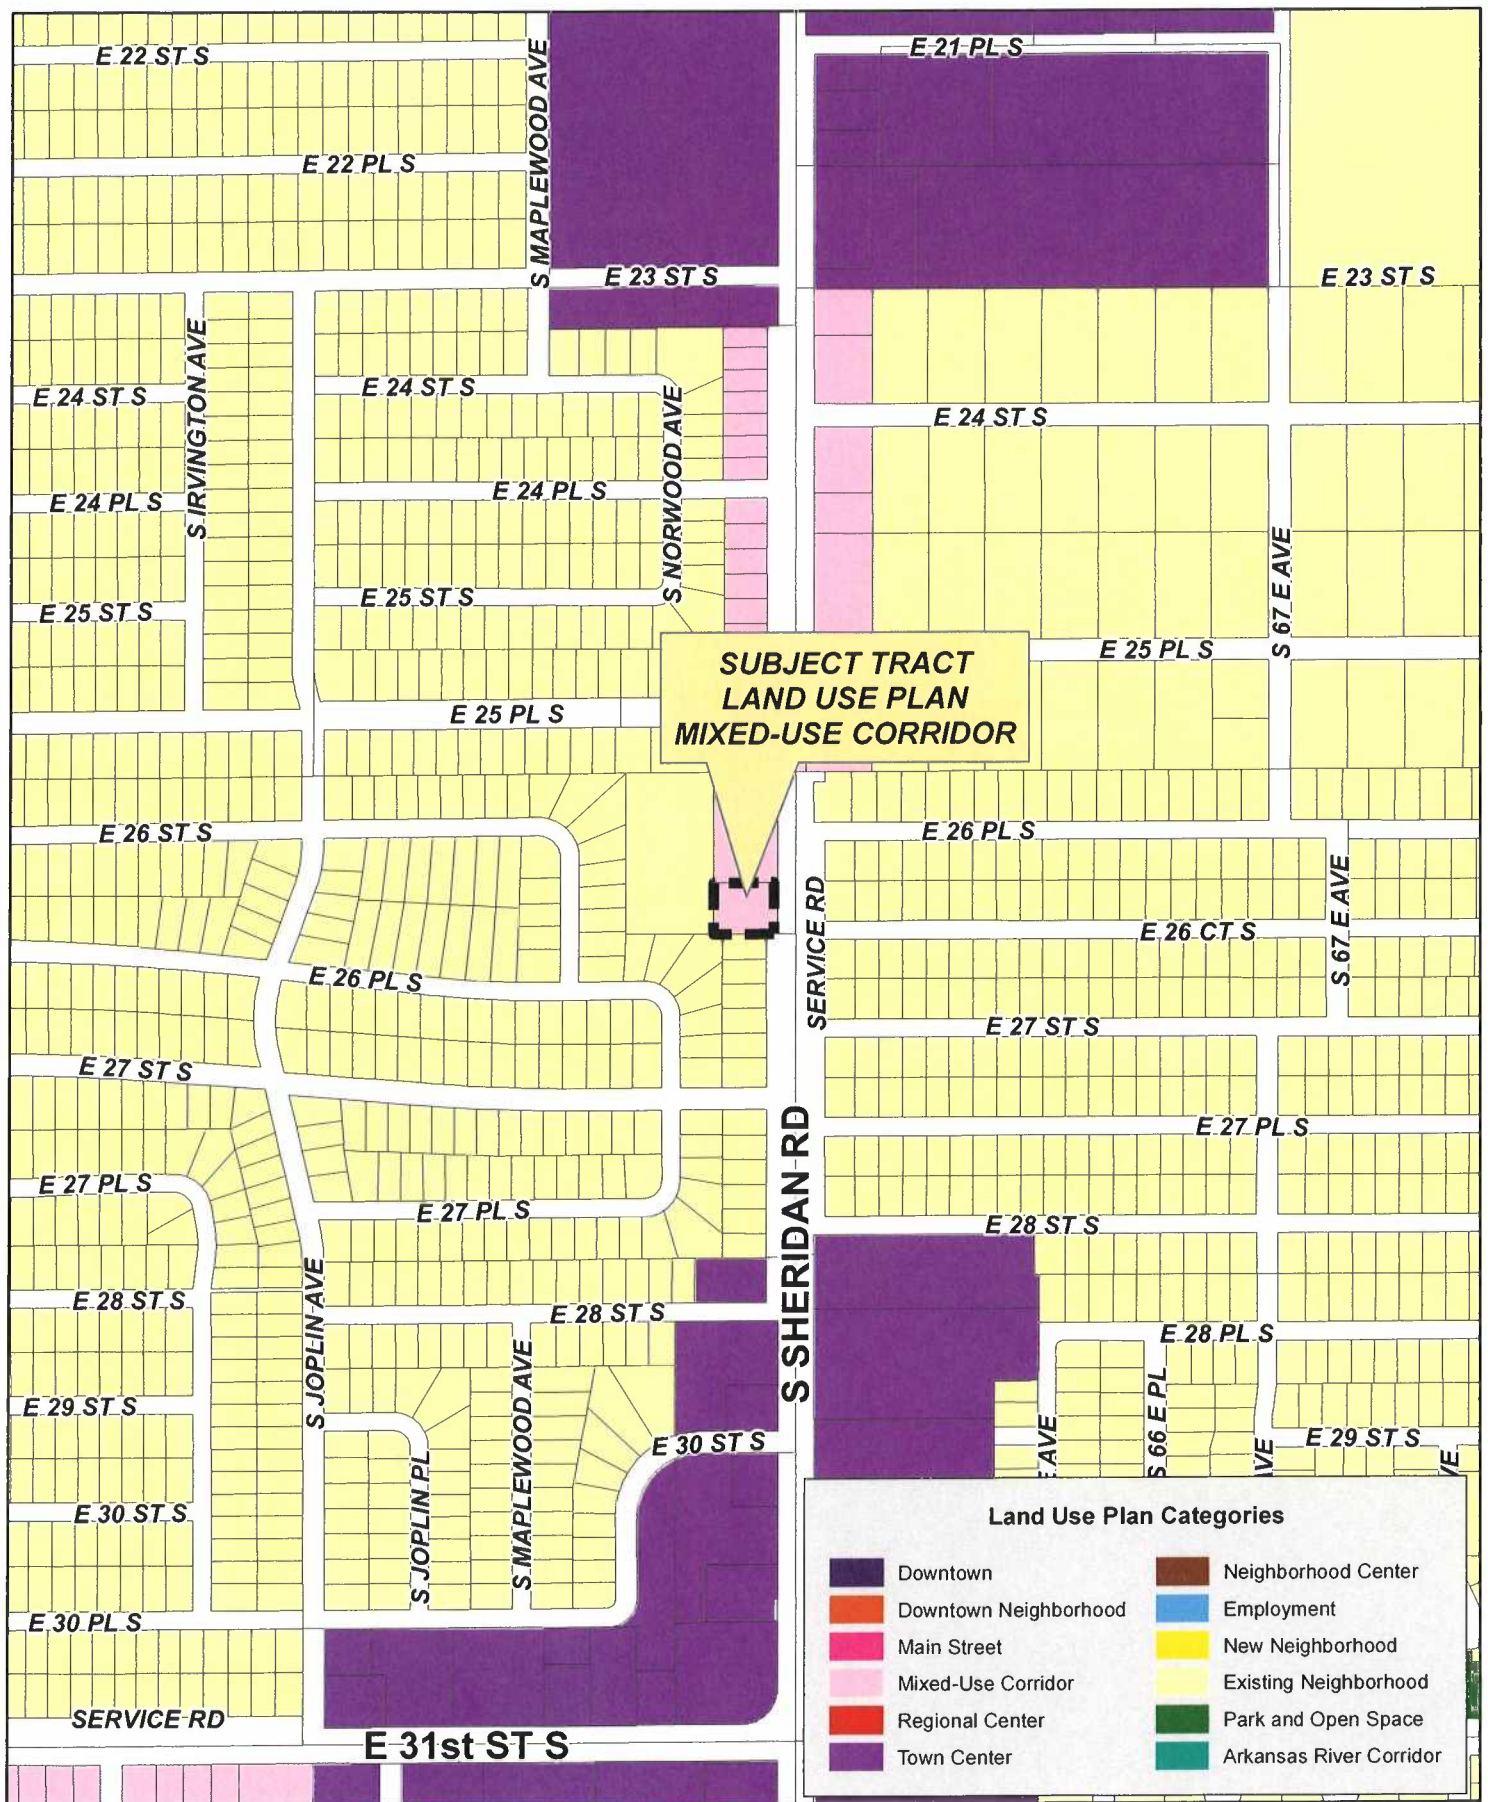 E 22 ST S
E 21 PL S
S MAPLEWOOD AVE
E 22 PL S
E 23 ST S
E 23 ST S
S IRVINGTON AVE
E 24 ST S
E 24 ST S
S NORWOOD AVE
E 24 ST S
E 24 PL S
E 24 PL S
E 25 ST S
E 25 ST S
S 67 E AVE
E 25 PL S
SUBJECT TRACT
LAND USE PLAN
MIXED-USE CORRIDOR
E 25 PL S
E 26 ST S
E 26 PL S
SERVICE RD
S 67 E AVE
E 26 CT S
E 26 PL S
E 27 ST S
E 27 ST S
S SHERIDAN RD
E 27 PL S
E 27 PL S
E 27 PL S
E 28 ST S
E 28 ST S
S JOPLIN AVE
E 28 ST S
E 28 PL S
S MAPLEWOOD AVE
S 66 E PL
E 29 ST S
E 29 ST S
E AVE
AVE
VE
E 30 ST S
S JOPLIN PL
E 30 ST S
E 30 PL S
SERVICE RD
E 31st ST S
Land Use Plan Categories
Downtown
Downtown Neighborhood
Main Street
Mixed-Use Corridor
Regional Center
Town Center
Neighborhood Center
Employment
New Neighborhood
Existing Neighborhood
Park and Open Space
Arkansas River Corridor